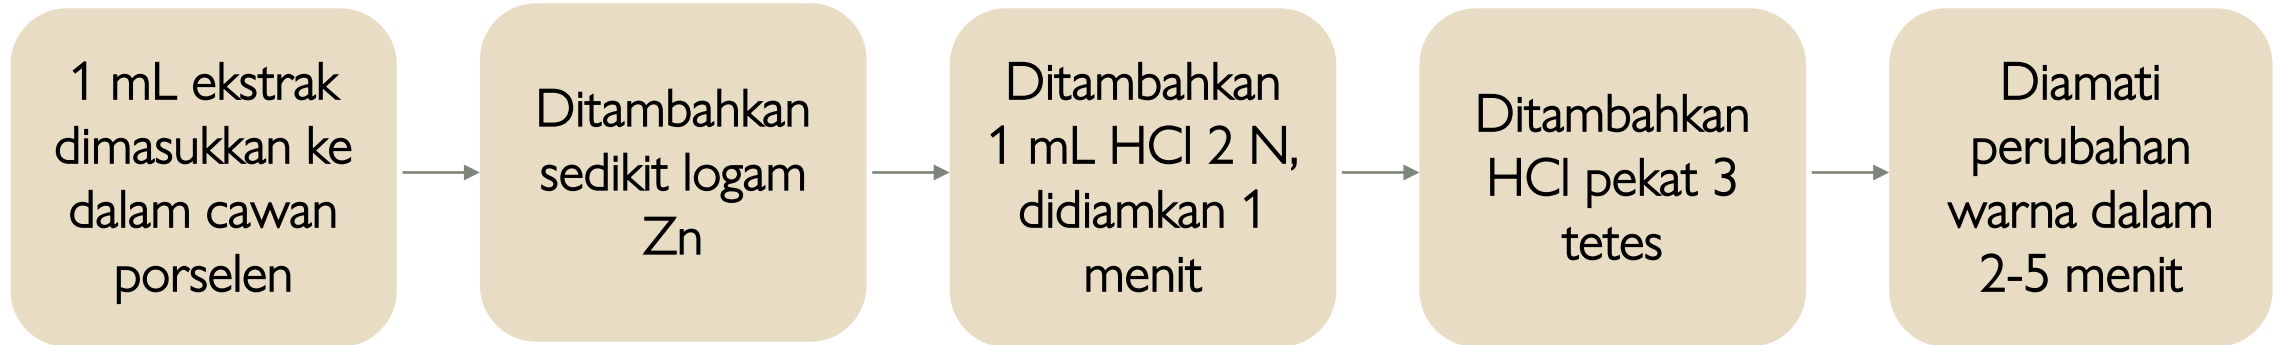 1 mL ekstrak
dimasukkan ke
dalam cawan
porselen
Ditambahkan
sedikit logam
Zn
Ditambahkan
1 mL HCl 2 N,
didiamkan 1
menit
Ditambahkan
HCl pekat 3
tetes
Diamati
perubahan
warna dalam
2-5 menit